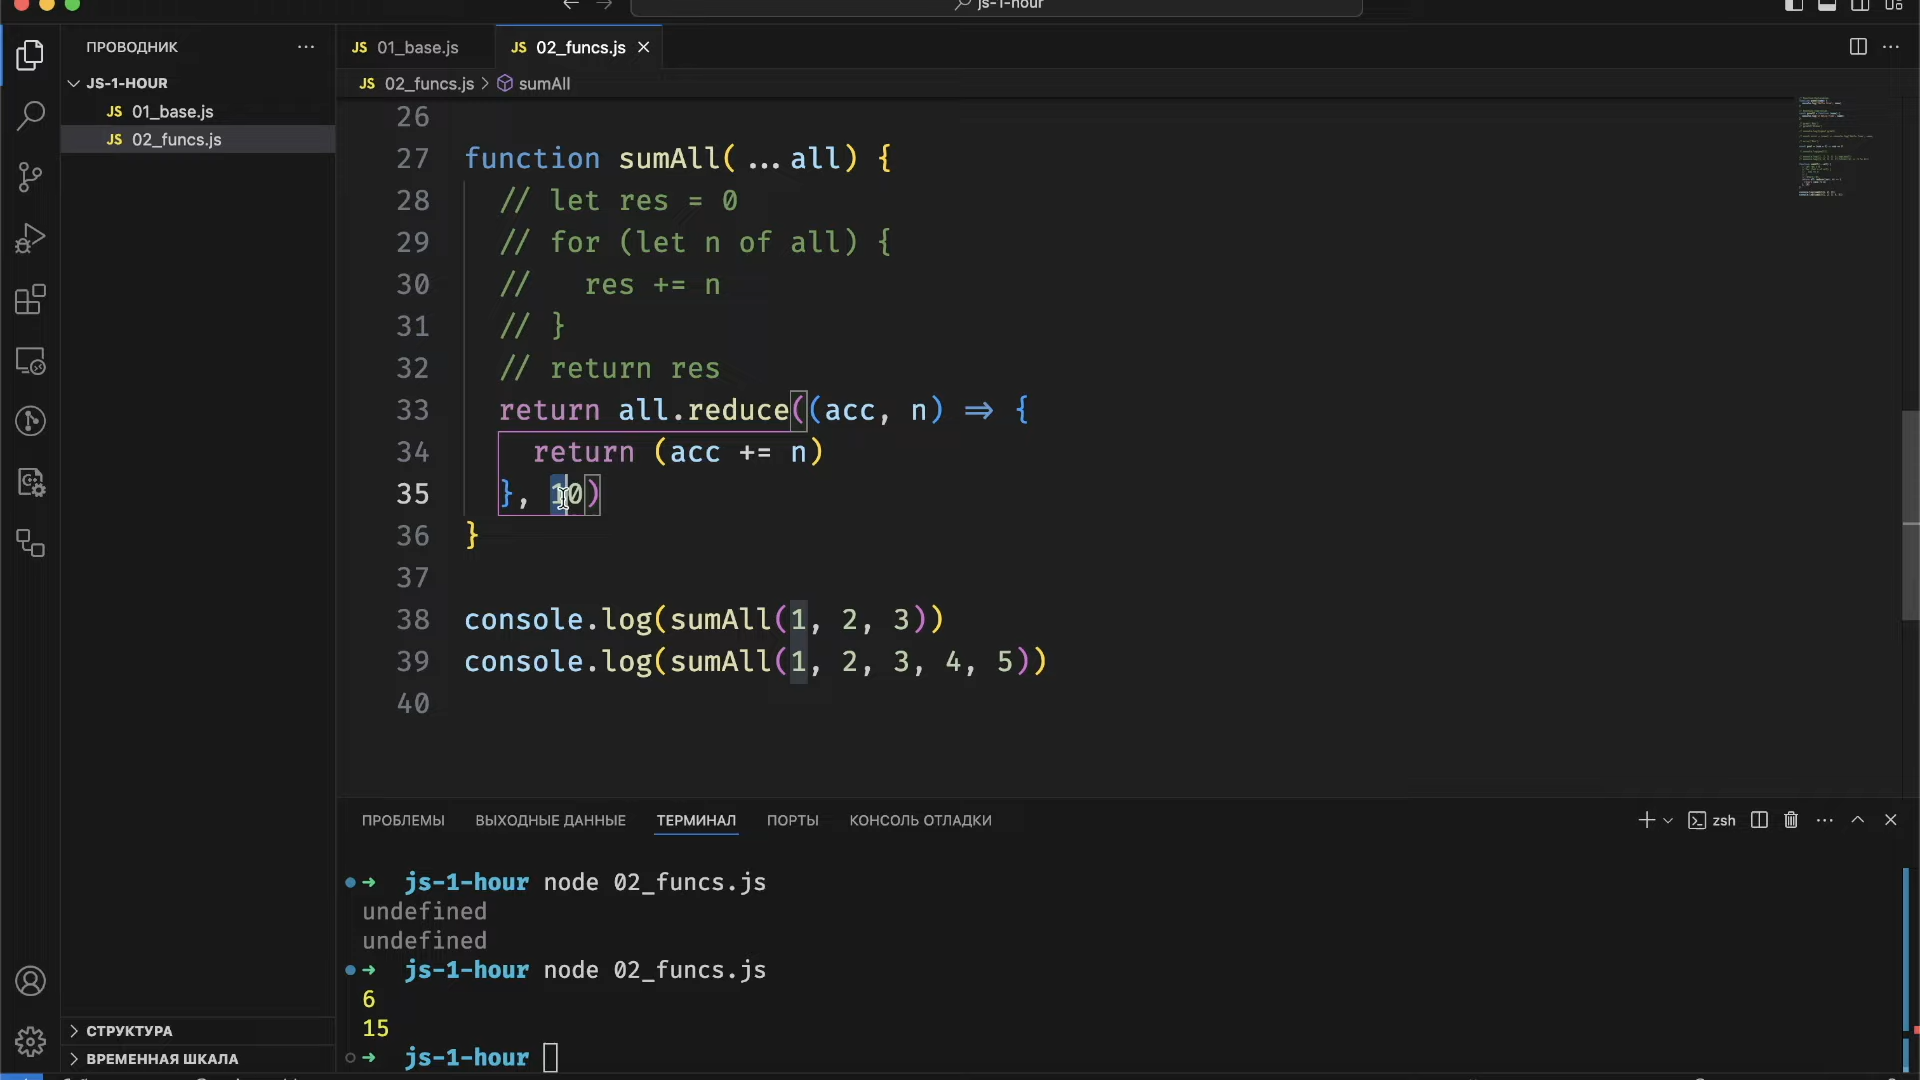 js-1-hour
ПРОВОДНИК
JS-1-HOUR
JS 01_base.js
JS 02_funcs.js
СТРУКТУРА
ВРЕМЕННАЯ ШКАЛА
JS 01_base.js
JS 02_funcs.js
JS 02_funcs.js > sumAll
26
27 function sumAll(...all) {
28 // let res = 0
29 // for (let n of all) {
30 //   res += n
31 // }
32 // return res
33 return all.reduce((acc, n) => {
34 return (acc += n)
35 }, 10)
36 }
37
38 console.log(sumAll(1, 2, 3))
39 console.log(sumAll(1, 2, 3, 4, 5))
40
ПРОБЛЕМЫ ВЫХОДНЫЕ ДАННЫЕ ТЕРМИНАЛ ПОРТЫ КОНСОЛЬ ОТЛАДКИ
zsh
➜ js-1-hour node 02_funcs.js
undefined
undefined
➜ js-1-hour node 02_funcs.js
6
15
➜ js-1-hour